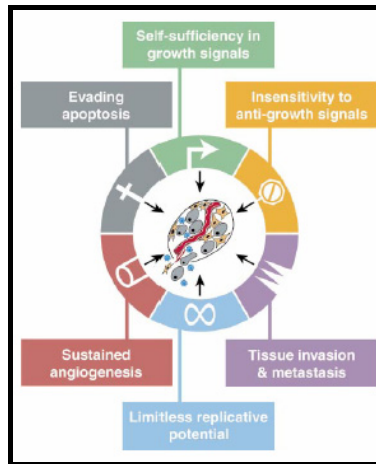 Self-sufficiency in
growth signals
Evading
apoptosis
Insensitivity to
anti-growth signals
Sustained
angiogenesis
Tissue invasion
& metastasis
Limitless replicative
potential